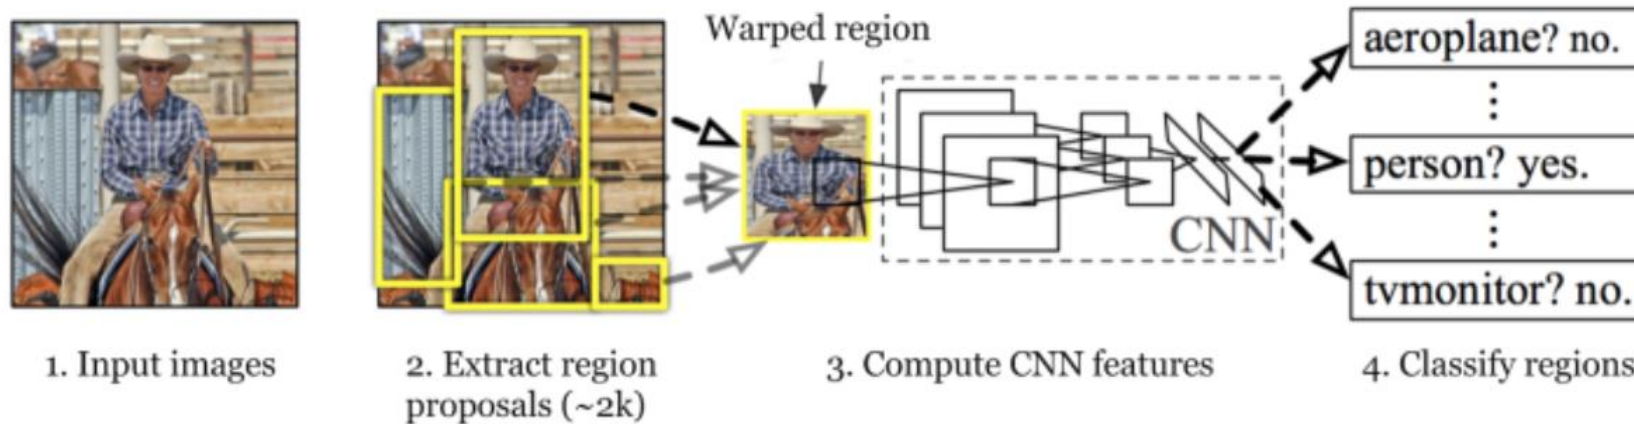 Warped region
aeroplane? no.
person? yes.
CNN
tvmonitor? no.
1. Input images
2. Extract region
proposals (~2k)
3. Compute CNN features
4. Classify regions